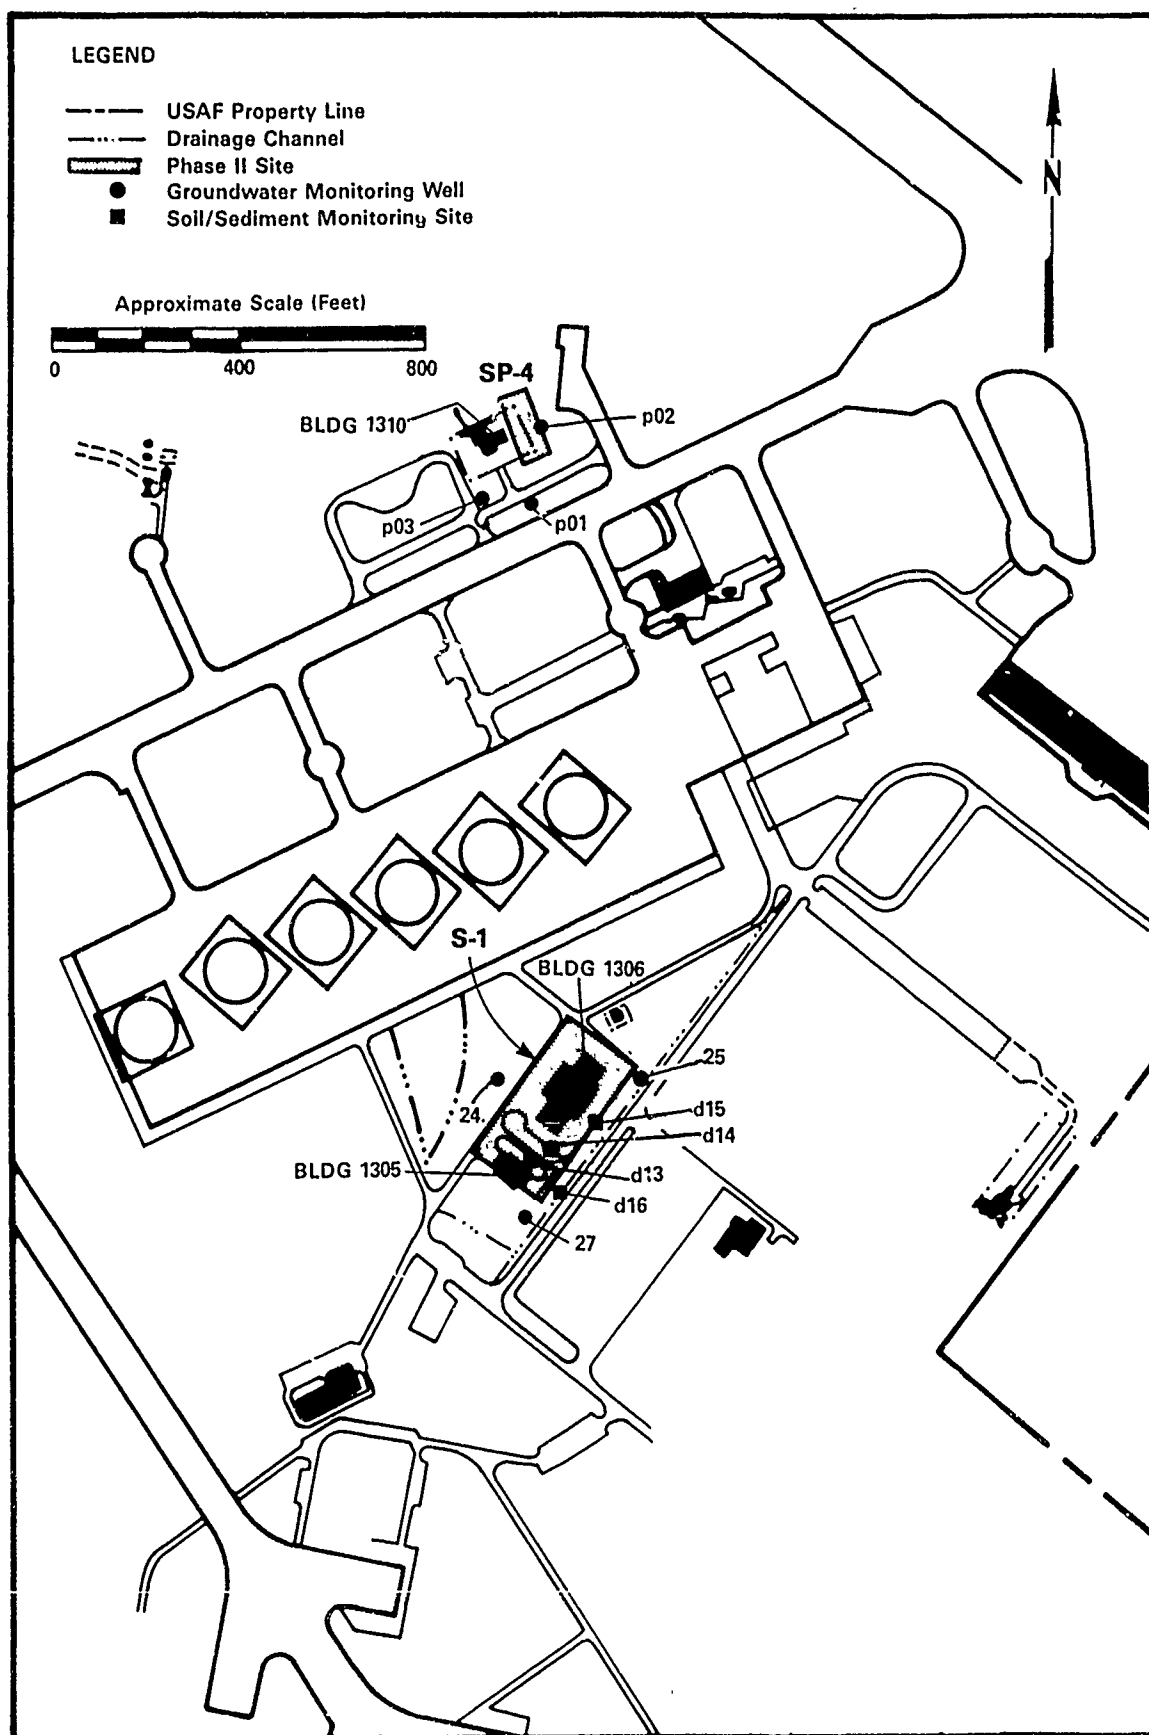 LEGEND
USAF Property Line
Drainage Channel
Phase II Site
Groundwater Monitoring Well
Soil/Sediment Monitoring Site
N
Approximate Scale (Feet)
0 400 800
SP-4
BLDG 1310
p02
p03
p01
S-1
BLDG 1306
25
24.
d15
d14
BLDG 1305
d13
d16
27